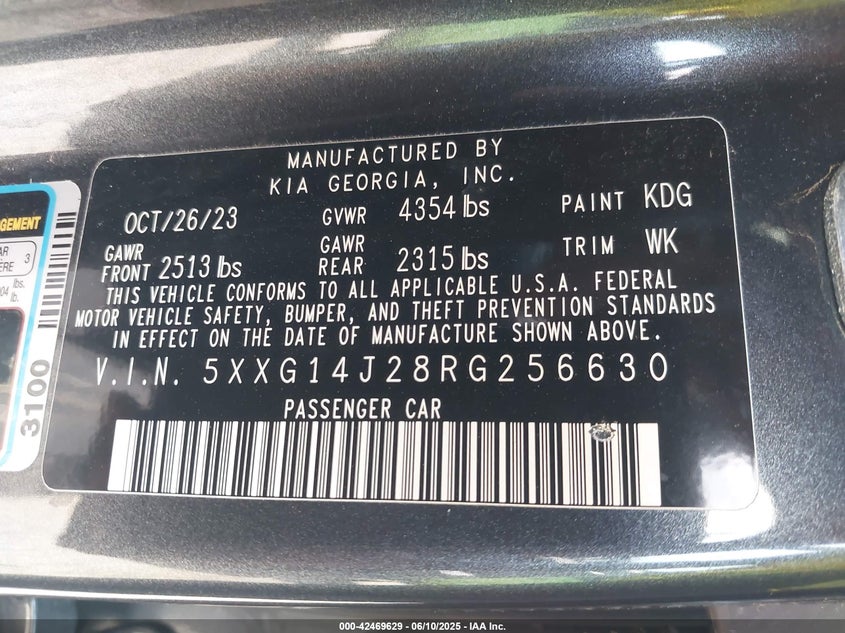 MANUFACTURED BY
KIA GEORGIA, INC.
OCT/26/23 GVWR 4354 lbs PAINT KDG
GAWR FRONT 2513 lbs GAWR REAR 2315 lbs TRIM WK
THIS VEHICLE CONFORMS TO ALL APPLICABLE U.S.A. FEDERAL
MOTOR VEHICLE SAFETY, BUMPER, AND THEFT PREVENTION STANDARDS
IN EFFECT ON THE DATE OF MANUFACTURE SHOWN ABOVE.
V.I.N. 5XXG14J28RG256630
PASSENGER CAR
3
lbs.
lb.
3100
000-42469629 - 06/10/2025 - IAA Inc.